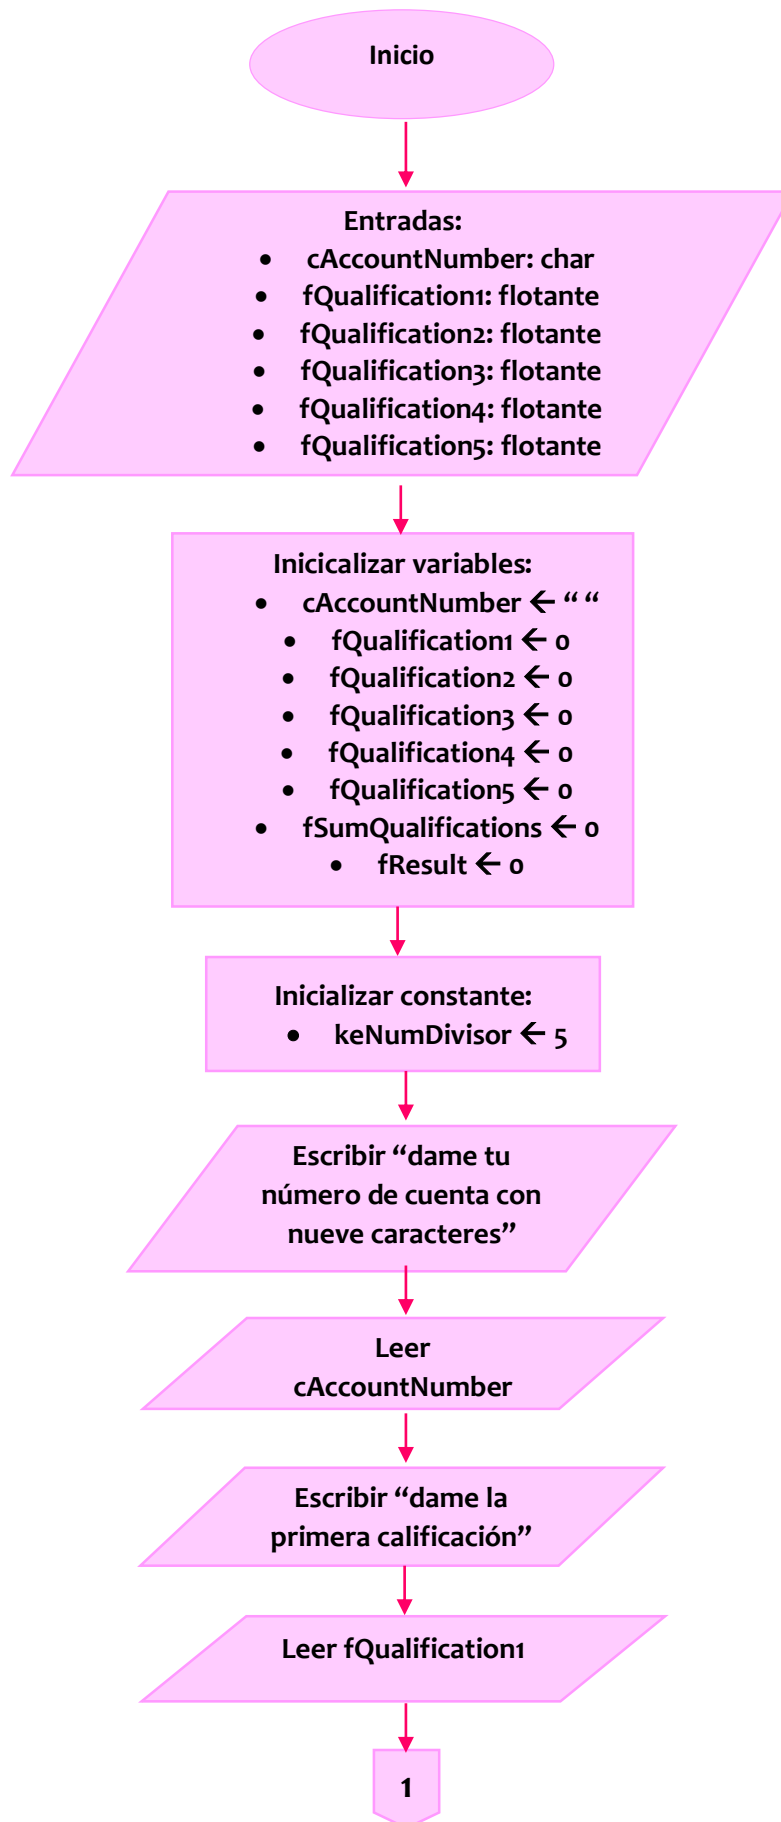 Inicio
Entradas:
• cAccountNumber: char
• fQualification1: flotante
• fQualification2: flotante
• fQualification3: flotante
• fQualification4: flotante
• fQualification5: flotante
Inicicalizar variables:
• cAccountNumber ← “ “
• fQualification1 ← 0
• fQualification2 ← 0
• fQualification3 ← 0
• fQualification4 ← 0
• fQualification5 ← 0
• fSumQualifications ← 0
• fResult ← 0
Inicializar constante:
• keNumDivisor ← 5
Escribir “dame tu
número de cuenta con
nueve caracteres”
Leer
cAccountNumber
Escribir “dame la
primera calificación”
Leer fQualification1
1